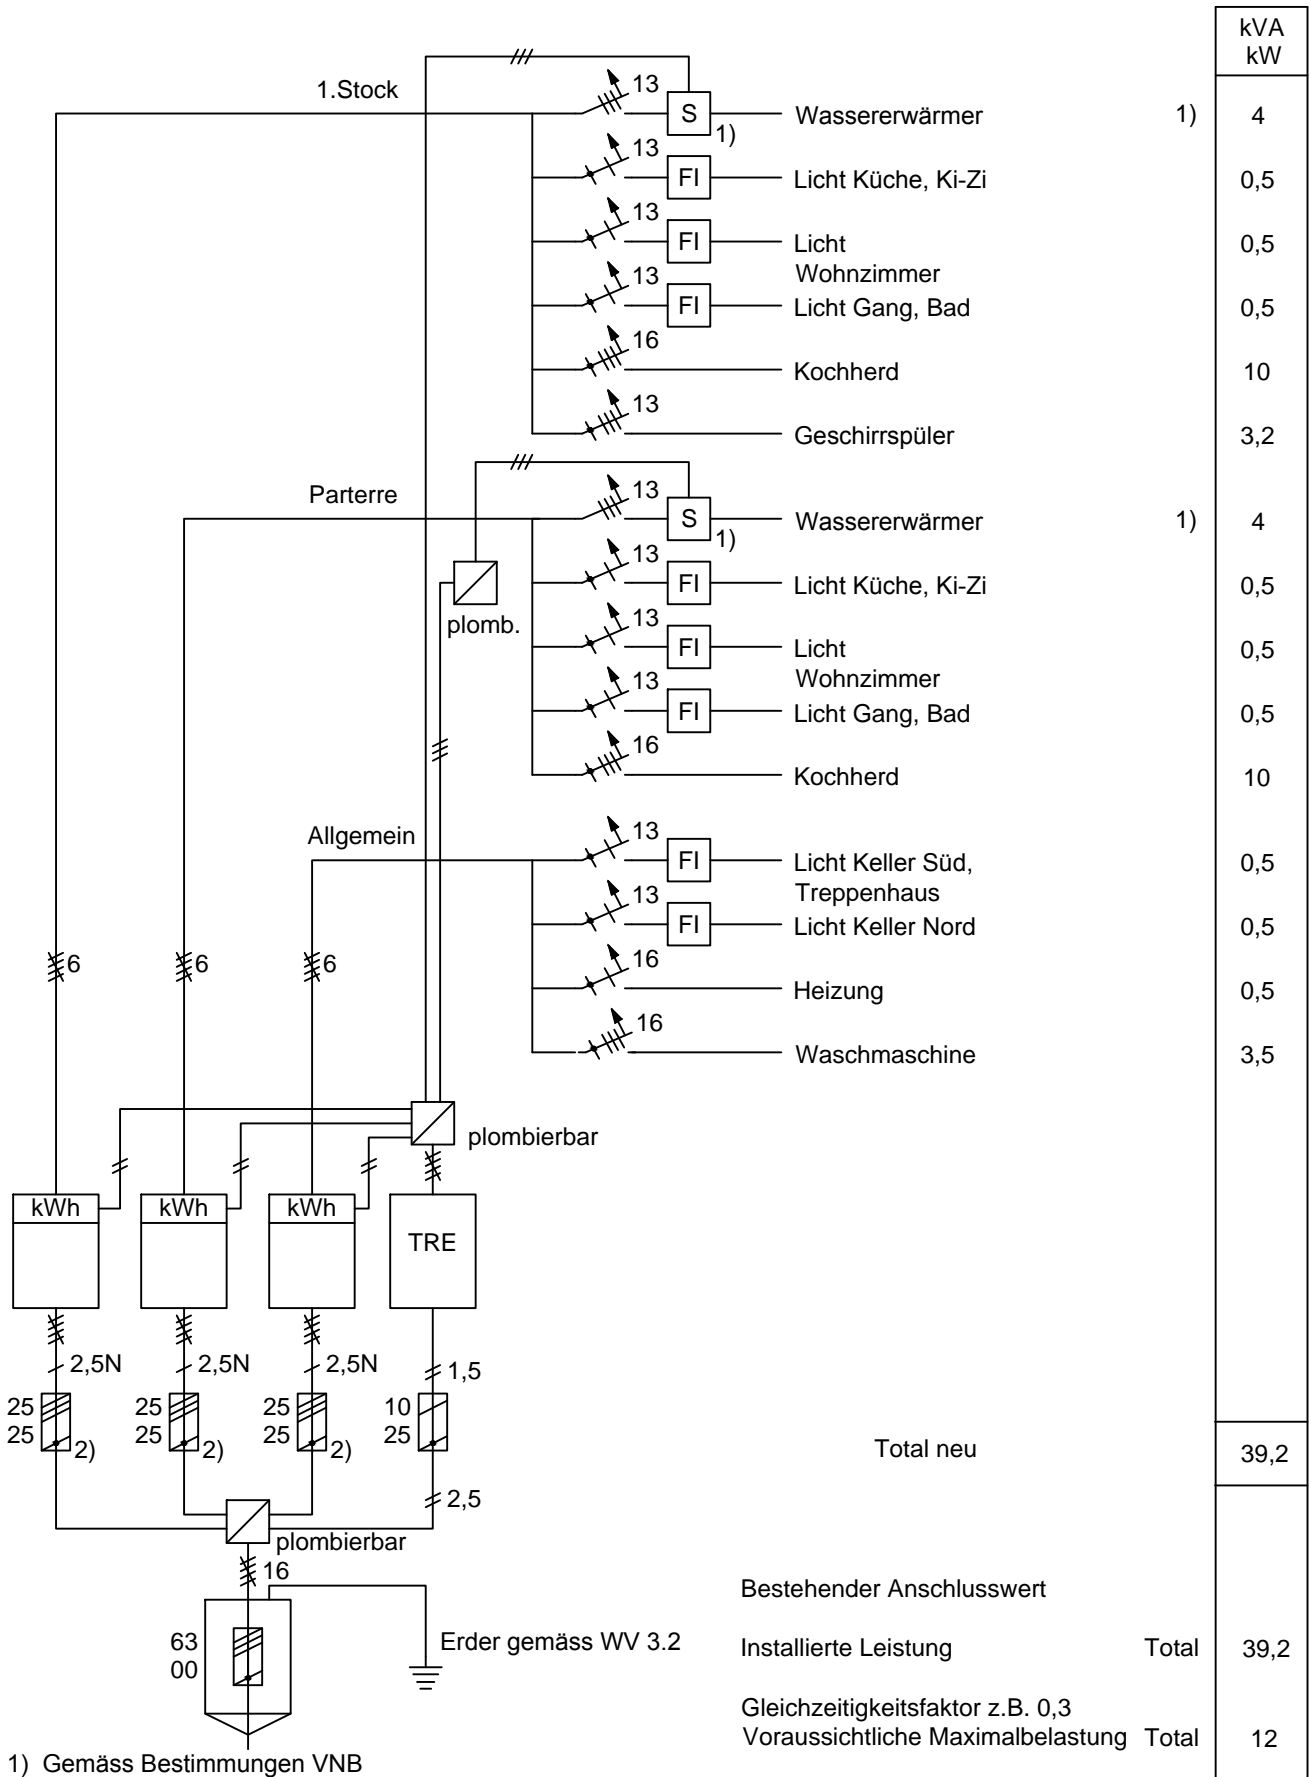 kVA
kW
1.Stock
13
S
1)
Wassererwärmer
1)
4
13
FI
Licht Küche, Ki-Zi
0,5
13
FI
Licht
Wohnzimmer
0,5
13
FI
Licht Gang, Bad
0,5
16
Kochherd
10
13
Geschirrspüler
3,2
Parterre
13
S
1)
Wassererwärmer
1)
4
plomb.
13
FI
Licht Küche, Ki-Zi
0,5
13
FI
Licht
Wohnzimmer
0,5
13
FI
Licht Gang, Bad
0,5
16
Kochherd
10
Allgemein
13
FI
Licht Keller Süd,
Treppenhaus
0,5
13
FI
Licht Keller Nord
0,5
6
6
6
16
Heizung
0,5
16
Waschmaschine
3,5
plombierbar
kWh
kWh
kWh
TRE
2,5N
2,5N
2,5N
1,5
25
25
2)
25
25
2)
25
25
2)
10
25
Total neu
39,2
2,5
plombierbar
16
63
00
Erder gemäss WV 3.2
Bestehender Anschlusswert
Installierte Leistung Total 39,2
Gleichzeitigkeitsfaktor z.B. 0,3
Voraussichtliche Maximalbelastung Total 12
1) Gemäss Bestimmungen VNB